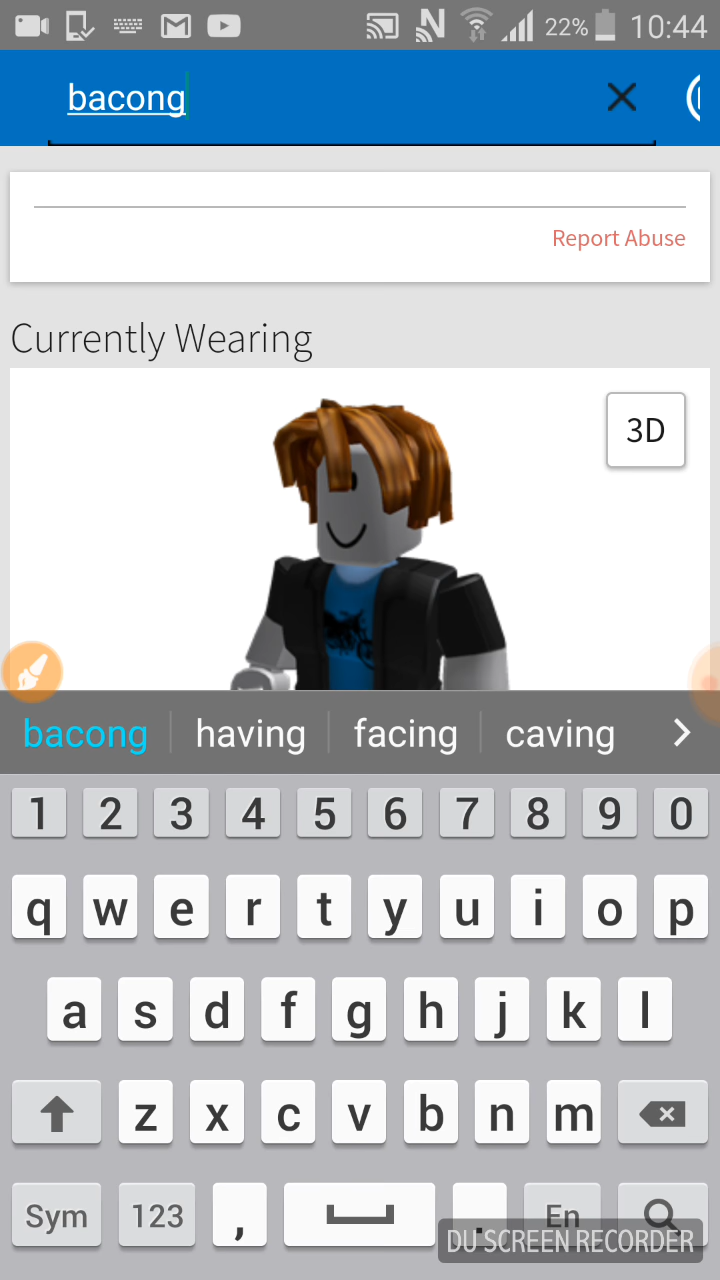 22% 10:44
bacong
Report Abuse
Currently Wearing
3D
bacong having facing caving
1 2 3 4 5 6 7 8 9 0
q w e r t y u i o p
a s d f g h j k l
z x c v b n m
Sym 123 , . En
DU SCREEN RECORDER